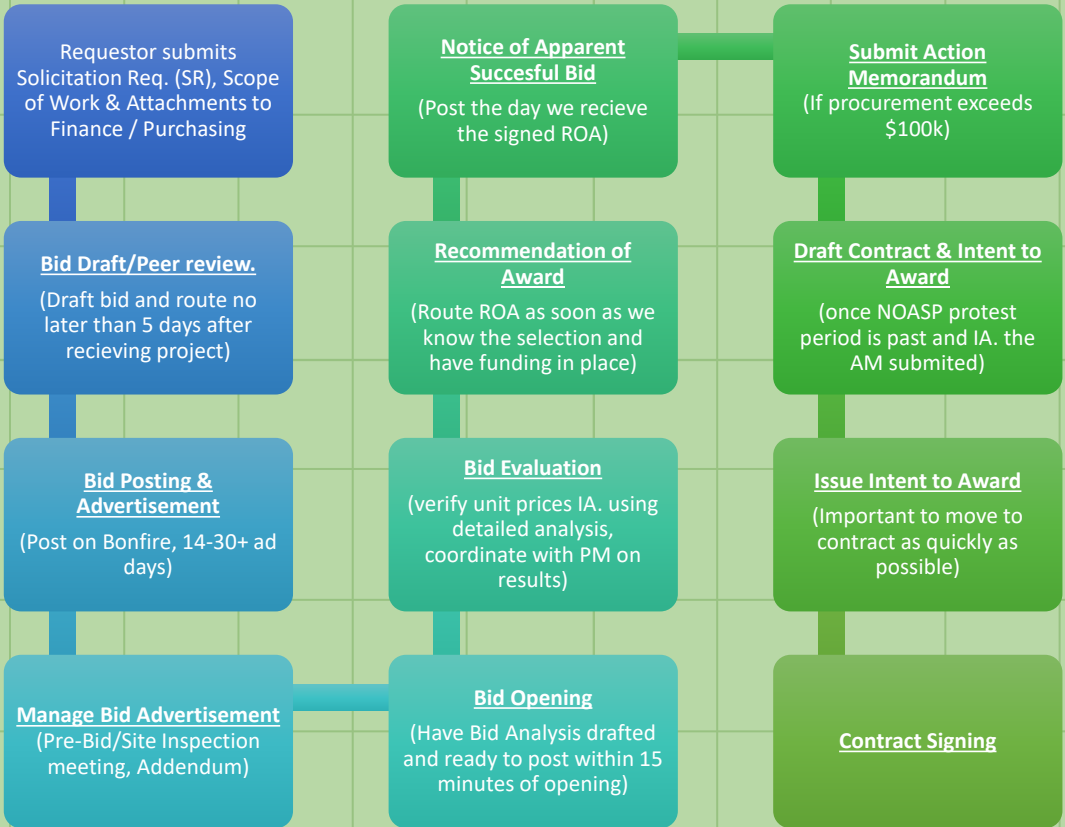 Requestor submits
Solicitation Req. (SR), Scope
of Work & Attachments to
Finance / Purchasing
Bid Draft/Peer review.
(Draft bid and route no
later than 5 days after
recieving project)
Bid Posting &
Advertisement
(Post on Bonfire, 14-30+ ad
days)
Manage Bid Advertisement
(Pre-Bid/Site Inspection
meeting, Addendum)
Bid Opening
(Have Bid Analysis drafted
and ready to post within 15
minutes of opening)
Bid Evaluation
(verify unit prices IA. using
detailed analysis,
coordinate with PM on
results)
Recommendation of
Award
(Route ROA as soon as we
know the selection and
have funding in place)
Notice of Apparent
Succesful Bid
(Post the day we recieve
the signed ROA)
Submit Action
Memorandum
(If procurement exceeds
$100k)
Draft Contract & Intent to
Award
(once NOASP protest
period is past and IA. the
AM submited)
Issue Intent to Award
(Important to move to
contract as quickly as
possible)
Contract Signing